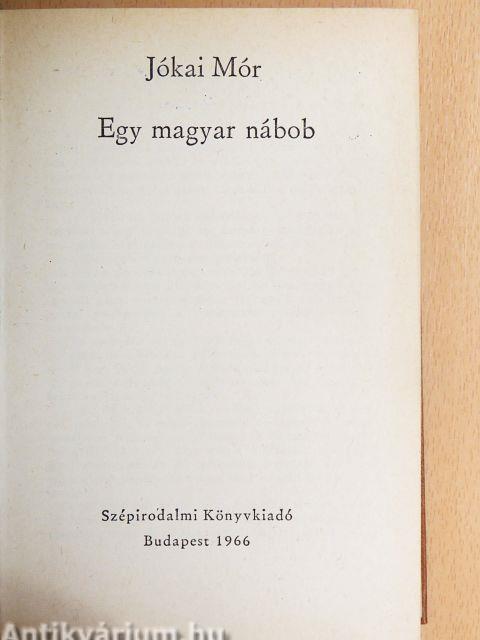 Jókai Mór
Egy magyar nábob
Szépirodalmi Könyvkiadó
Budapest 1966
Antikvárium.hu